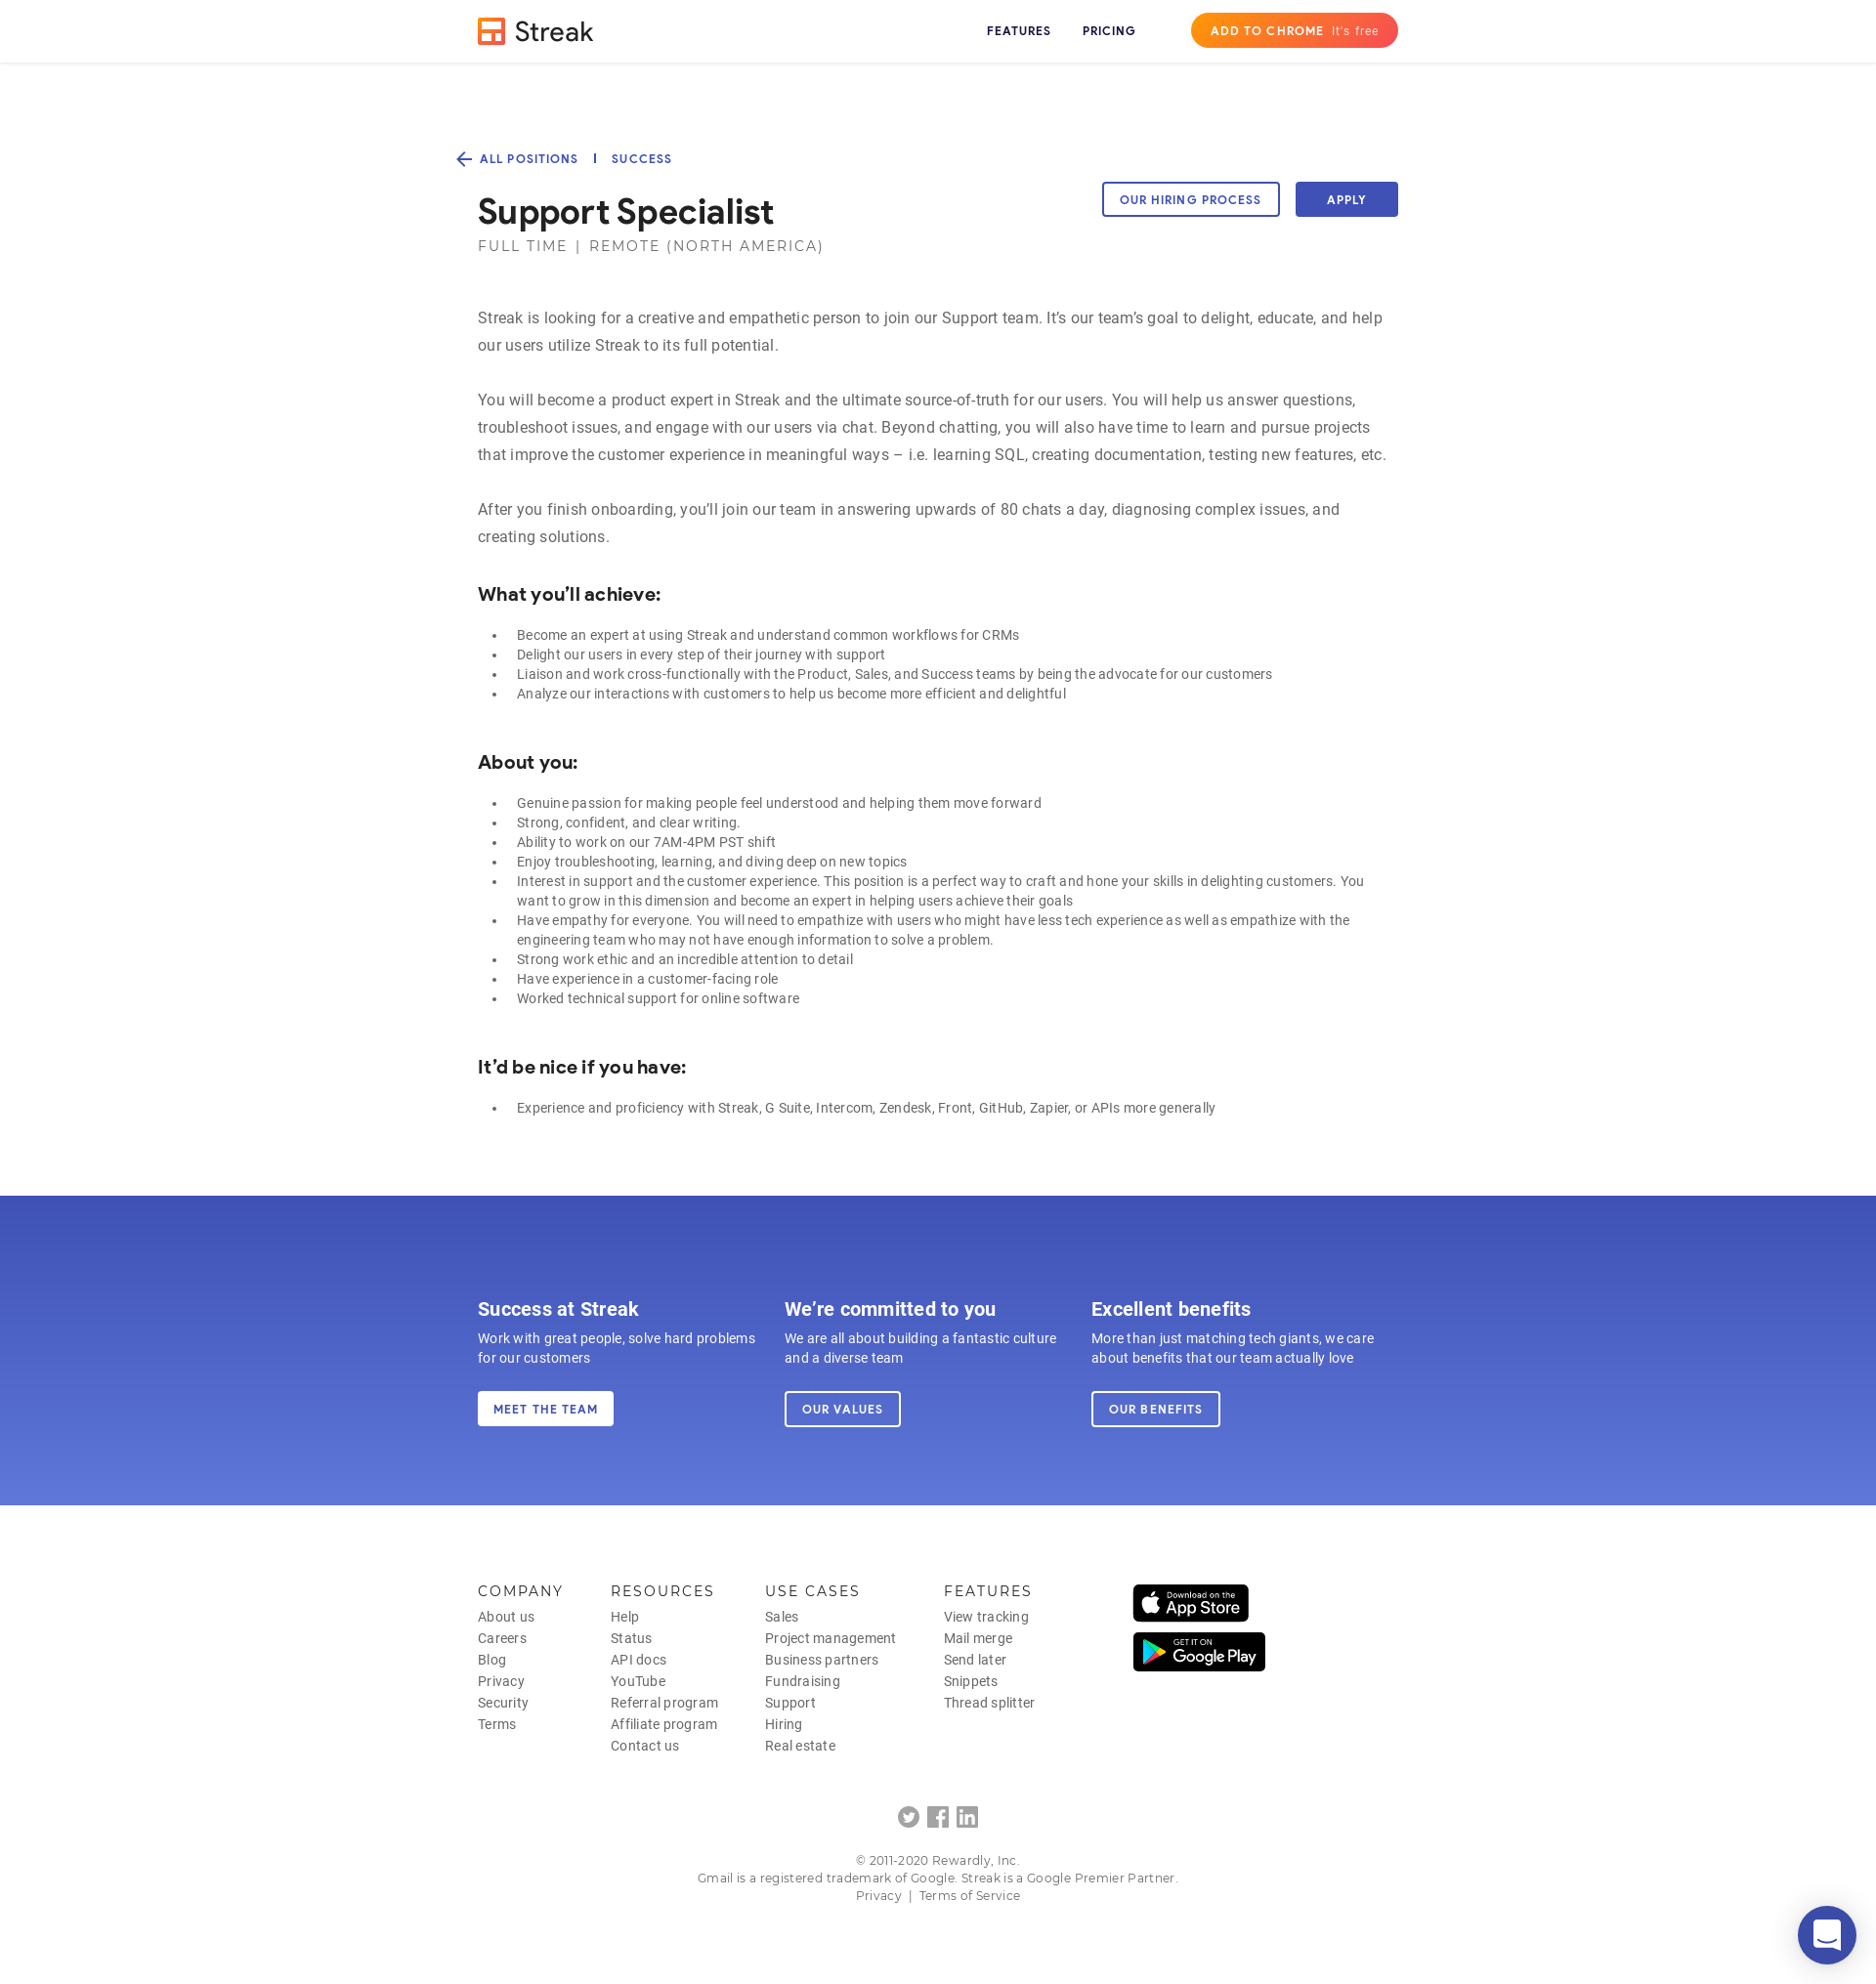 Streak
FEATURES
PRICING
ADD TO CHROME It's free
ALL POSITIONS
SUCCESS
Support Specialist
OUR HIRING PROCESS
APPLY
FULL TIME | REMOTE (NORTH AMERICA)
Streak is looking for a creative and empathetic person to join our Support team. It’s our team’s goal to delight, educate, and help
our users utilize Streak to its full potential.
You will become a product expert in Streak and the ultimate source-of-truth for our users. You will help us answer questions,
troubleshoot issues, and engage with our users via chat. Beyond chatting, you will also have time to learn and pursue projects
that improve the customer experience in meaningful ways – i.e. learning SQL, creating documentation, testing new features, etc.
After you finish onboarding, you’ll join our team in answering upwards of 80 chats a day, diagnosing complex issues, and
creating solutions.
What you’ll achieve:
• Become an expert at using Streak and understand common workflows for CRMs
• Delight our users in every step of their journey with support
• Liaison and work cross-functionally with the Product, Sales, and Success teams by being the advocate for our customers
• Analyze our interactions with customers to help us become more efficient and delightful
About you:
• Genuine passion for making people feel understood and helping them move forward
• Strong, confident, and clear writing.
• Ability to work on our 7AM-4PM PST shift
• Enjoy troubleshooting, learning, and diving deep on new topics
• Interest in support and the customer experience. This position is a perfect way to craft and hone your skills in delighting customers. You
want to grow in this dimension and become an expert in helping users achieve their goals
• Have empathy for everyone. You will need to empathize with users who might have less tech experience as well as empathize with the
engineering team who may not have enough information to solve a problem.
• Strong work ethic and an incredible attention to detail
• Have experience in a customer-facing role
• Worked technical support for online software
It’d be nice if you have:
• Experience and proficiency with Streak, G Suite, Intercom, Zendesk, Front, GitHub, Zapier, or APIs more generally
Success at Streak
Work with great people, solve hard problems
for our customers
MEET THE TEAM
We’re committed to you
We are all about building a fantastic culture
and a diverse team
OUR VALUES
Excellent benefits
More than just matching tech giants, we care
about benefits that our team actually love
OUR BENEFITS
COMPANY
About us
Careers
Blog
Privacy
Security
Terms
RESOURCES
Help
Status
API docs
YouTube
Referral program
Affiliate program
Contact us
USE CASES
Sales
Project management
Business partners
Fundraising
Support
Hiring
Real estate
FEATURES
View tracking
Mail merge
Send later
Snippets
Thread splitter
Download on the
App Store
GET IT ON
Google Play
© 2011-2020 Rewardly, Inc.
Gmail is a registered trademark of Google. Streak is a Google Premier Partner.
Privacy | Terms of Service